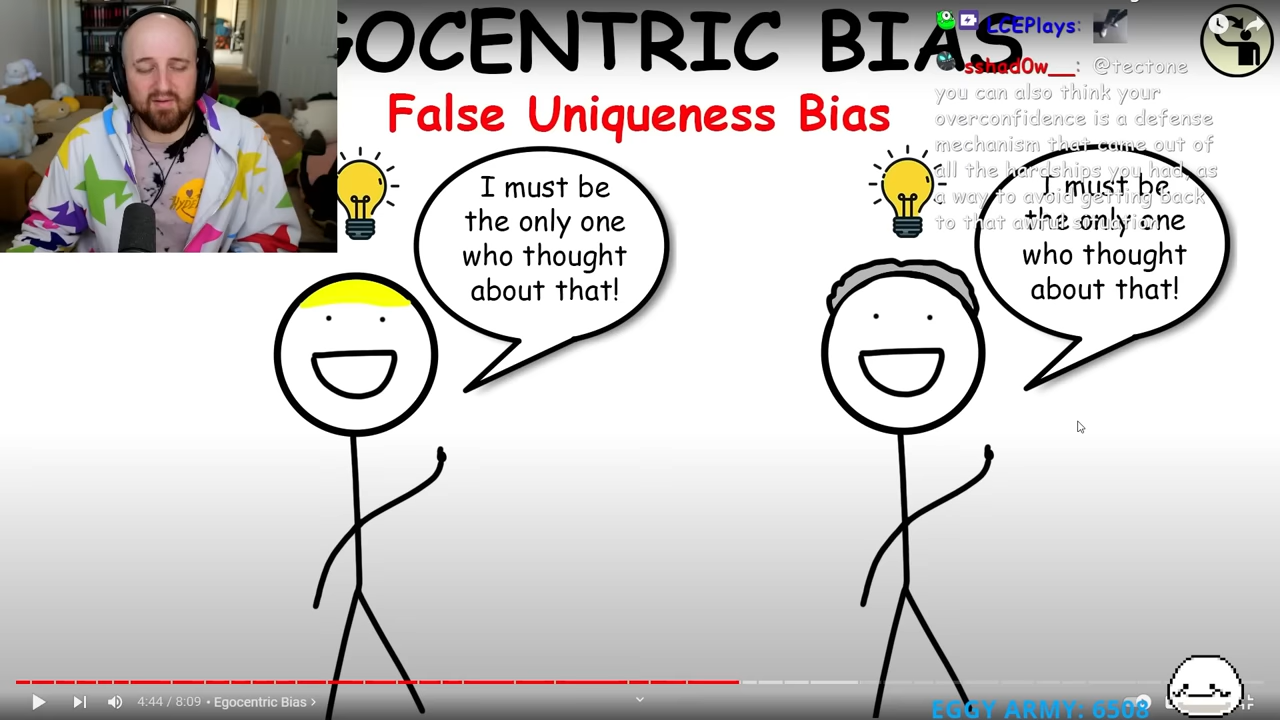 GOCENTRIC BIAS
False Uniqueness Bias
LCEPlays:
sshad0w__: @tectone
you can also think your
overconfidence is a defense
mechanism that came out of
all the hardships you had, as
a way to avoid getting back
to that awful situation
I must be
the only one
who thought
about that!
I must be
the only one
who thought
about that!
4:44 / 8:09 • Egocentric Bias >
EGGY ARMY: 6508